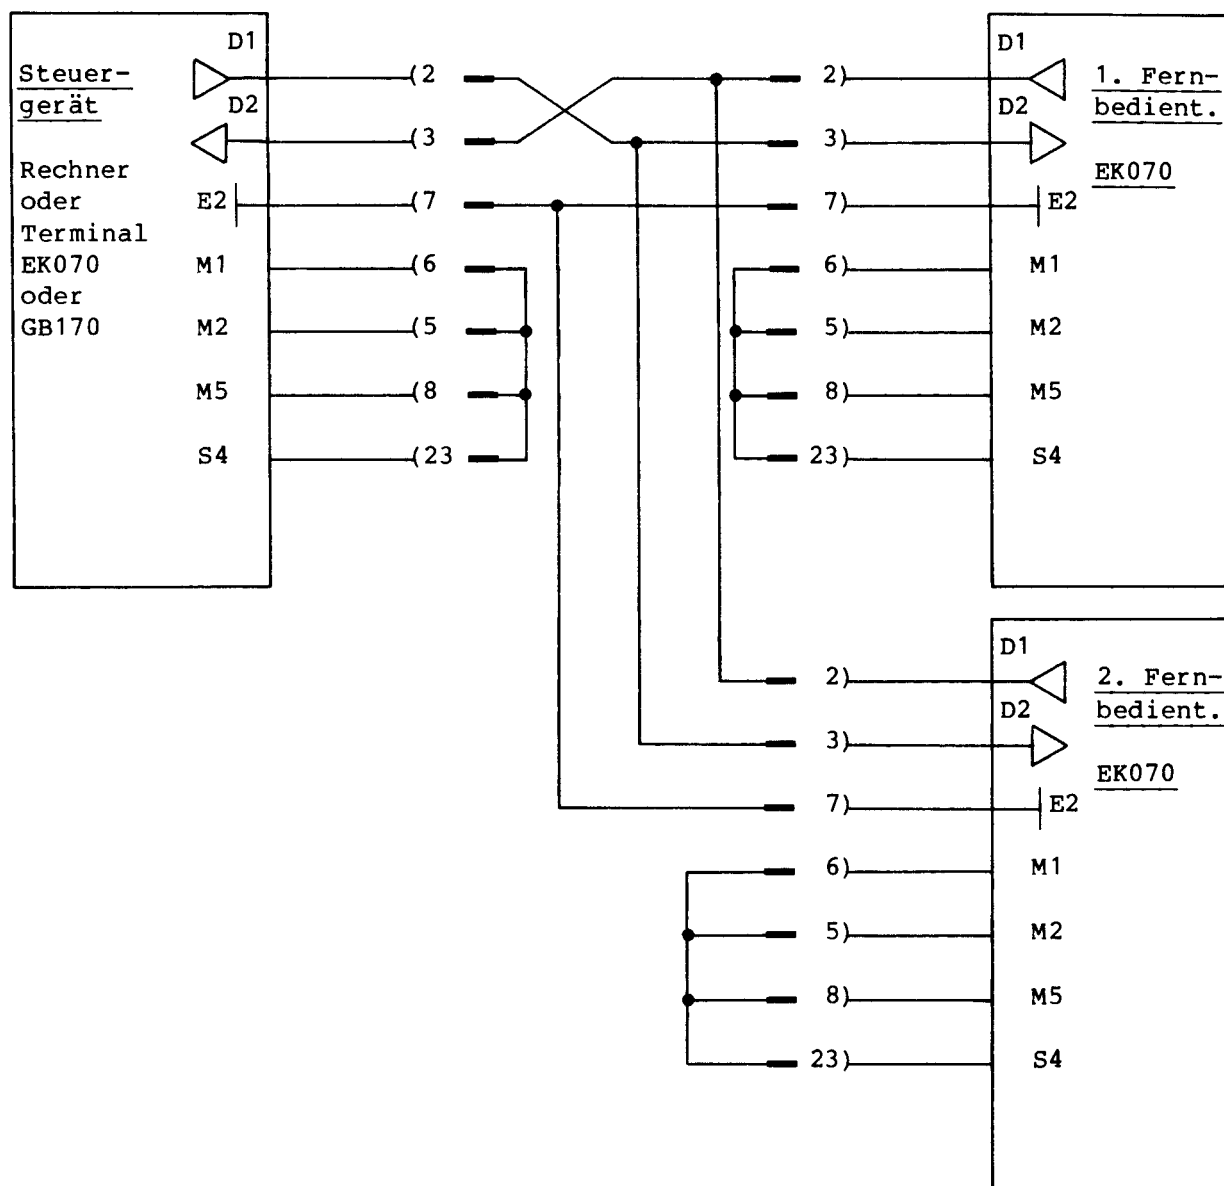 D1
Steuer-
gerät
(2
D2
(3
Rechner
oder
Terminal
EK070
oder
GB170
E2
(7
M1
(6
M2
(5
M5
(8
S4
(23
D1
2)
1. Fern-
bedient.
D2
3)
EK070
7)
E2
6)
M1
5)
M2
8)
M5
23)
S4
D1
2)
2. Fern-
bedient.
D2
3)
EK070
7)
E2
6)
M1
5)
M2
8)
M5
23)
S4